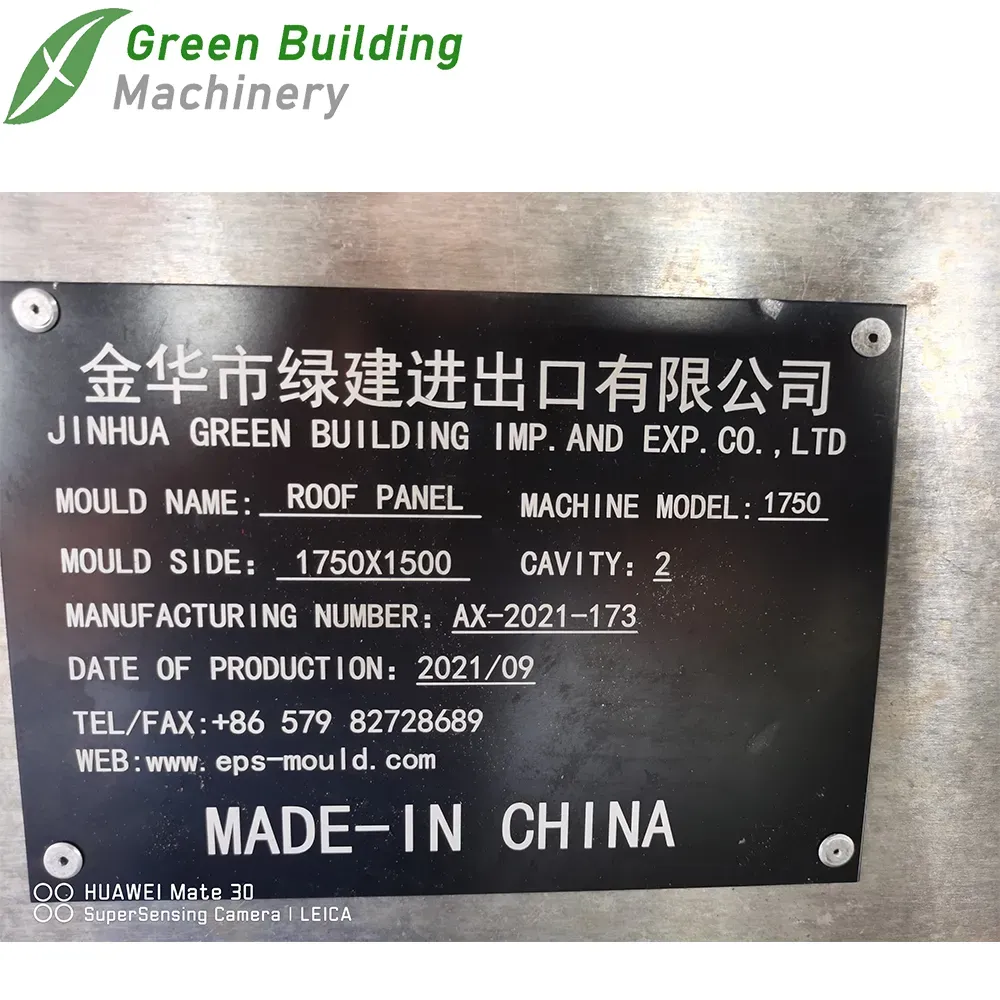 Green Building
Machinery
金华市绿建进出口有限公司
JINHUA GREEN BUILDING IMP.AND EXP.CO.,LTD
MOULD NAME: ROOF PANEL MACHINE MODEL: 1750
MOULD SIDE: 1750X1500 CAVITY: 2
MANUFACTURING NUMBER: AX-2021-173
DATE OF PRODUCTION: 2021/09
TEL/FAX:+86 579 82728689
WEB:www.eps-mould.com
MADE-IN CHINA
HUAWEI Mate 30
SuperSensing Camera | LEICA